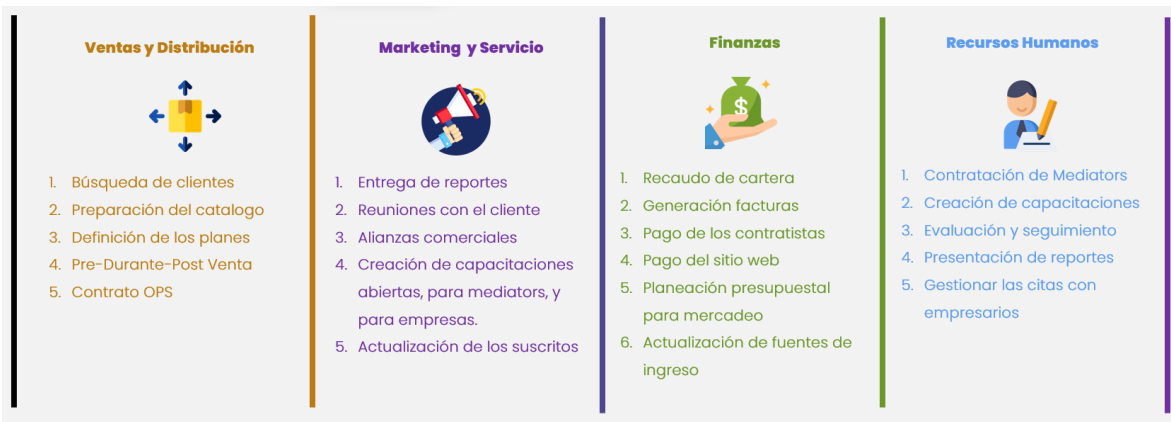 Ventas y Distribución
1. Búsqueda de clientes
2. Preparación del catalogo
3. Definición de los planes
4. Pre-Durante-Post Venta
5. Contrato OPS
Marketing y Servicio
1. Entrega de reportes
2. Reuniones con el cliente
3. Alianzas comerciales
4. Creación de capacitaciones
abiertas, para mediators, y
para empresas.
5. Actualización de los suscritos
Finanzas
$
1. Recaudo de cartera
2. Generación facturas
3. Pago de los contratistas
4. Pago del sitio web
5. Planeación presupuestal
para mercadeo
6. Actualización de fuentes de
ingreso
Recursos Humanos
1. Contratación de Mediators
2. Creación de capacitaciones
3. Evaluación y seguimiento
4. Presentación de reportes
5. Gestionar las citas con
empresarios